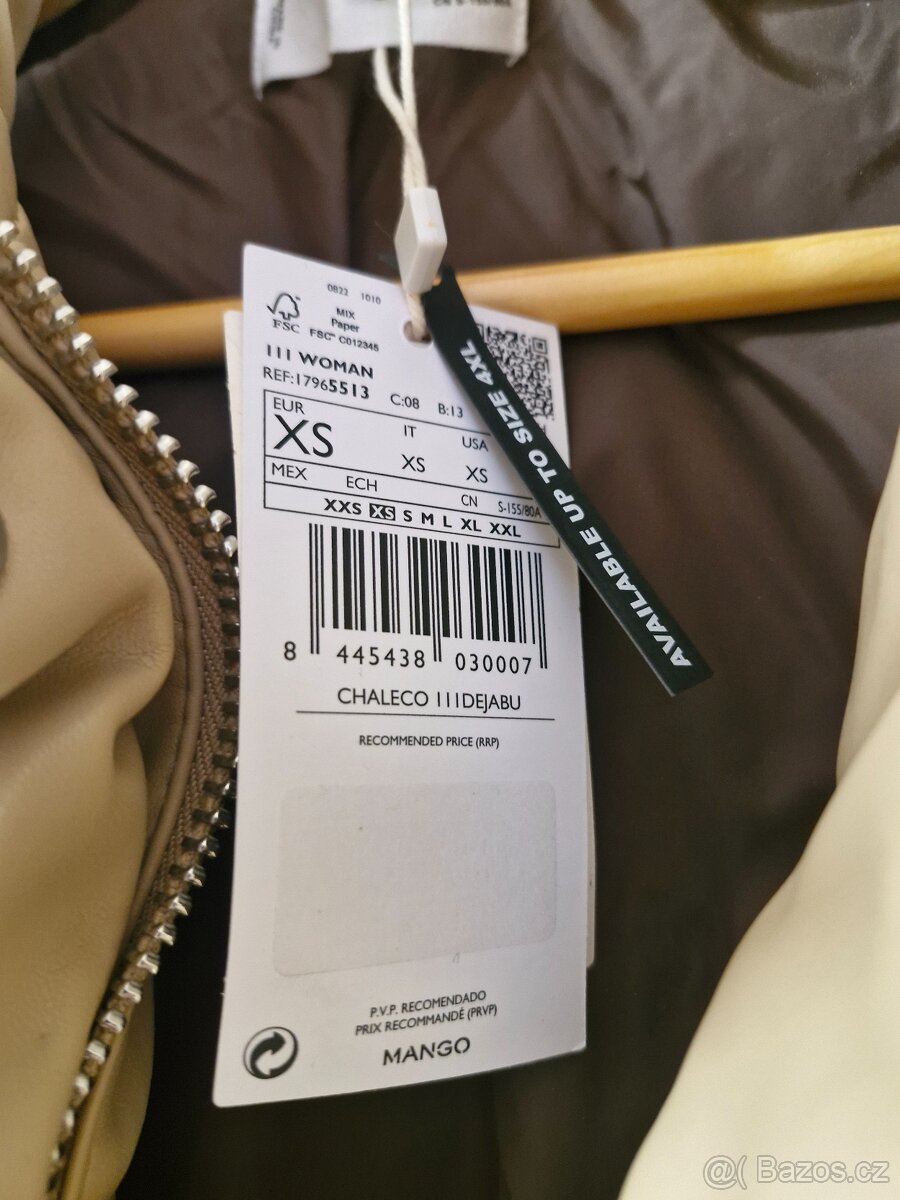 0822 1010
MIX
Paper
FSC FSC™ C012345
111 WOMAN
REF:17965513 C:08 B:13
EUR IT USA
XS XS XS
MEX ECH CN S-155/80A
XXS XS S M L XL XXL
8 445438 030007
CHALECO 111DEJABU
RECOMMENDED PRICE (RRP)
P.V.P. RECOMENDADO
PRIX RECOMMANDÉ (PRVP)
MANGO
AVAILABLE UP TO SIZE 4XL
@( Bazos.cz